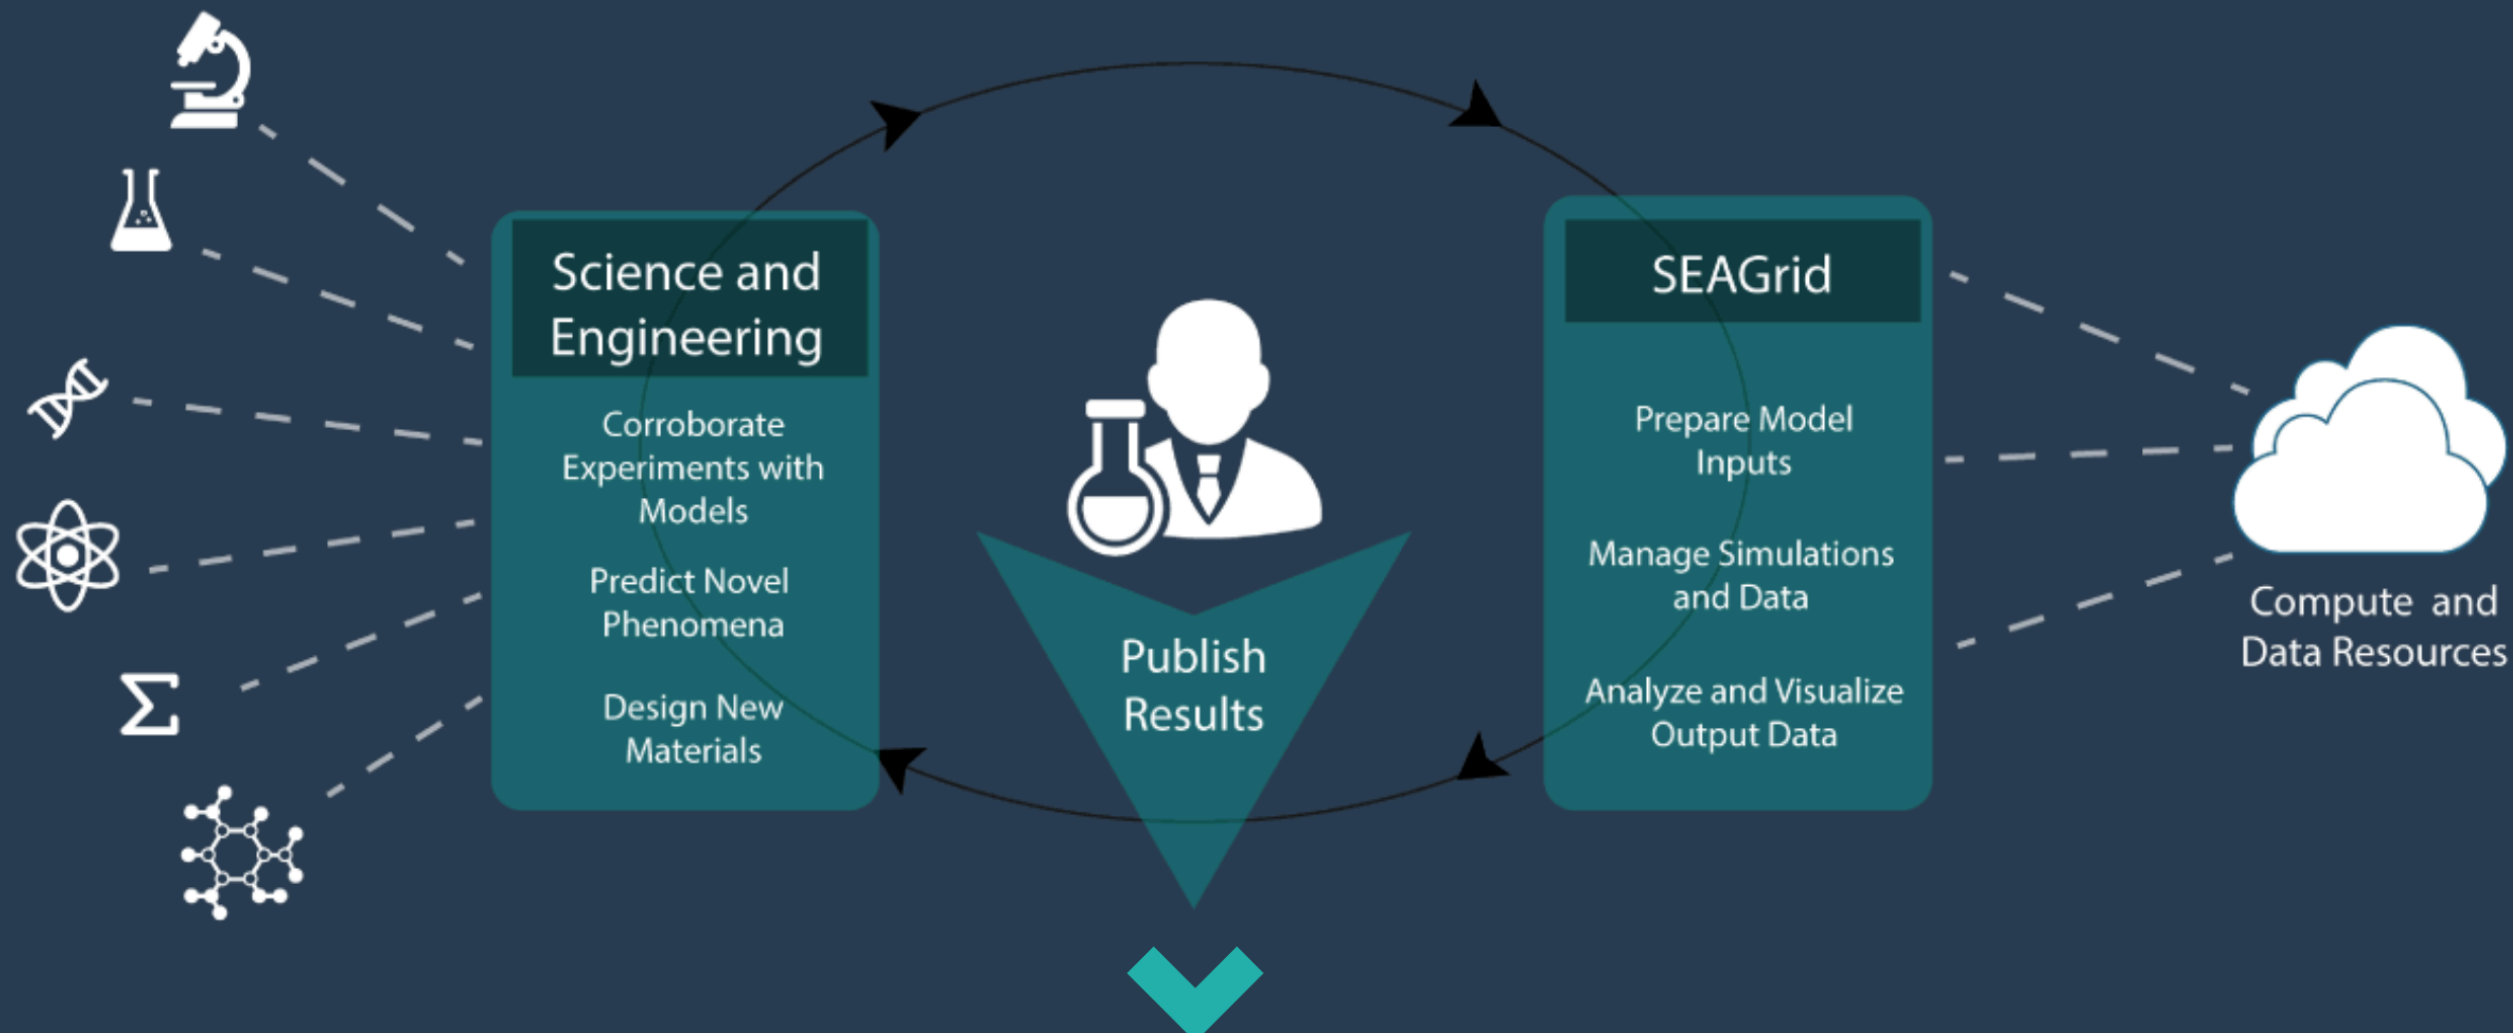 Science and
Engineering
Corroborate
Experiments with
Models
Predict Novel
Phenomena
Design New
Materials
Publish
Results
SEAGrid
Prepare Model
Inputs
Manage Simulations
and Data
Analyze and Visualize
Output Data
Compute and
Data Resources
Σ